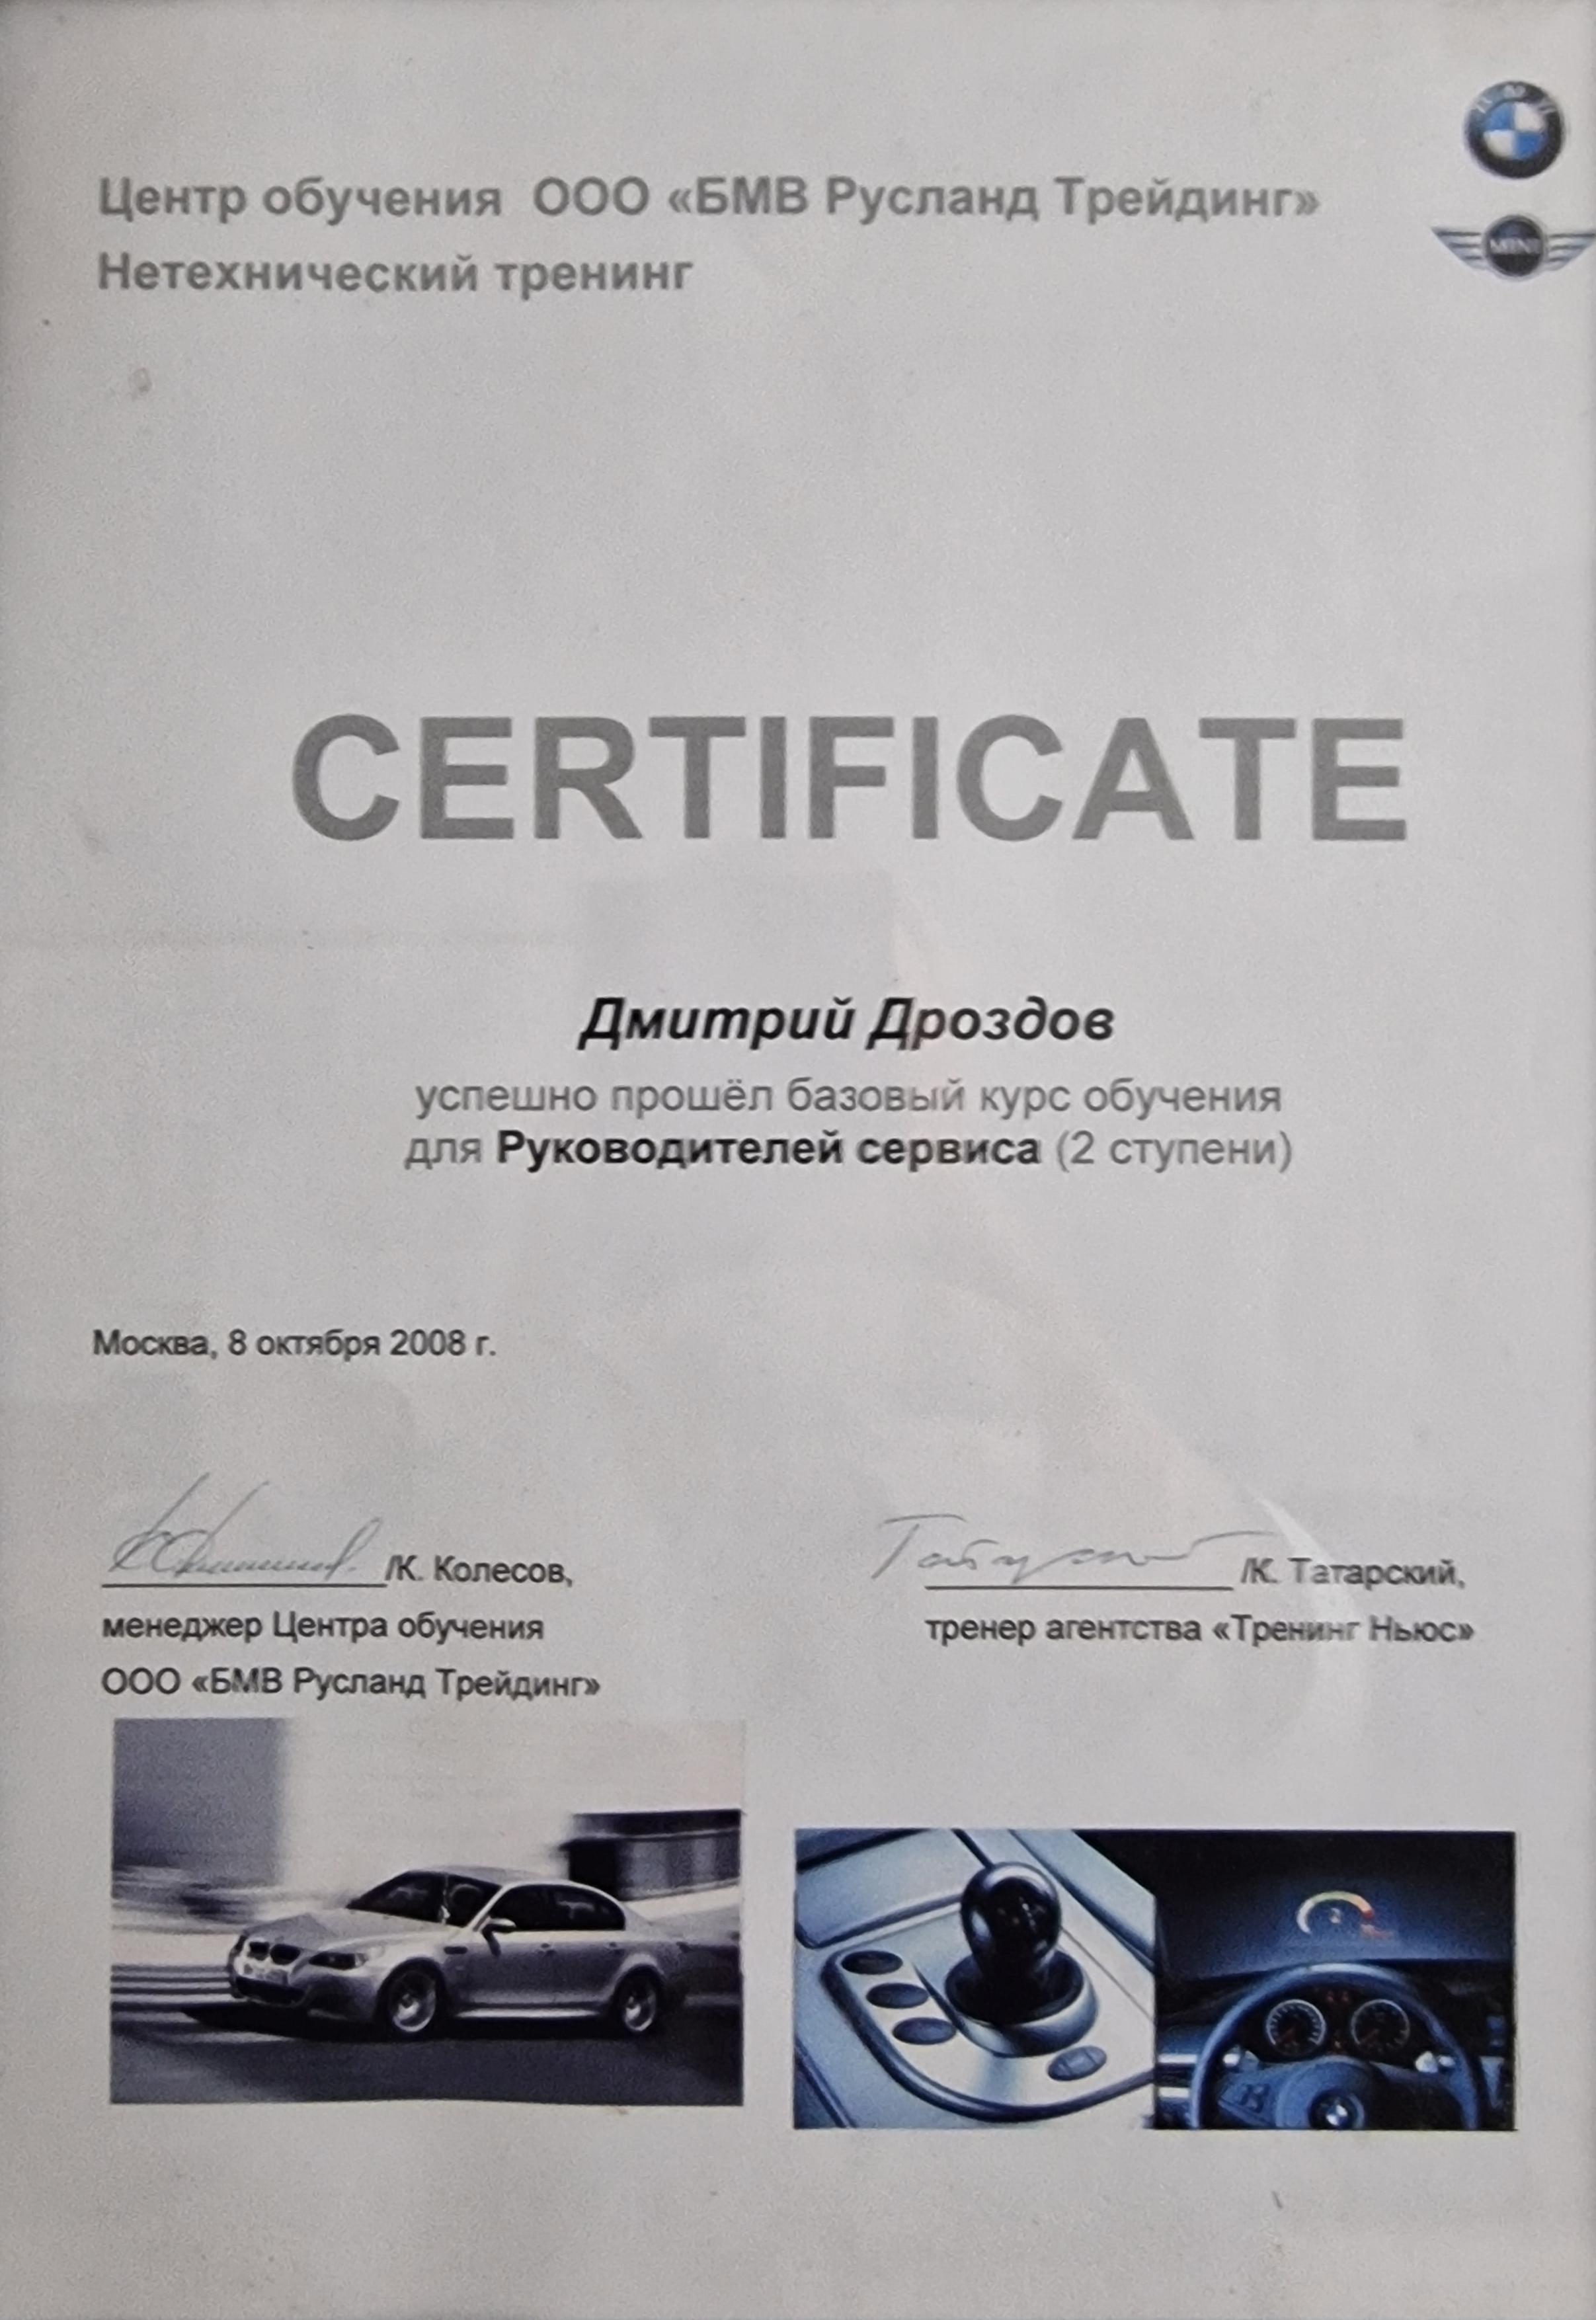 Центр обучения ООО «БМВ Русланд Трейдинг»
Нетехнический тренинг
MINI
CERTIFICATE
Дмитрий Дроздов
успешно прошёл базовый курс обучения
для Руководителей сервиса (2 ступени)
Москва, 8 октября 2008 г.
/К. Колесов,
менеджер Центра обучения
ООО «БМВ Русланд Трейдинг»
/К. Татарский,
тренер агентства «Тренинг Ньюс»